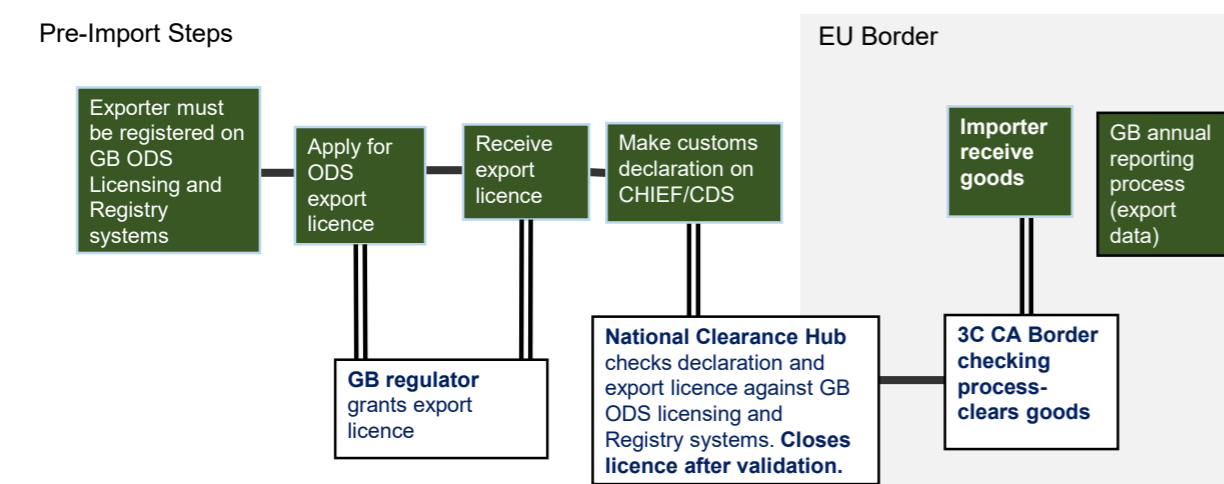 Pre-Import Steps
EU Border
Exporter must
be registered on
GB ODS
Licensing and
Registry
systems
Apply for
ODS
export
licence
Receive
export
licence
Make customs
declaration on
CHIEF/CDS
Importer
receive
goods
GB annual
reporting
process
(export
data)
GB regulator
grants export
licence
National Clearance Hub
checks declaration and
export licence against GB
ODS licensing and
Registry systems. Closes
licence after validation.
3C CA Border
checking
process-
clears goods